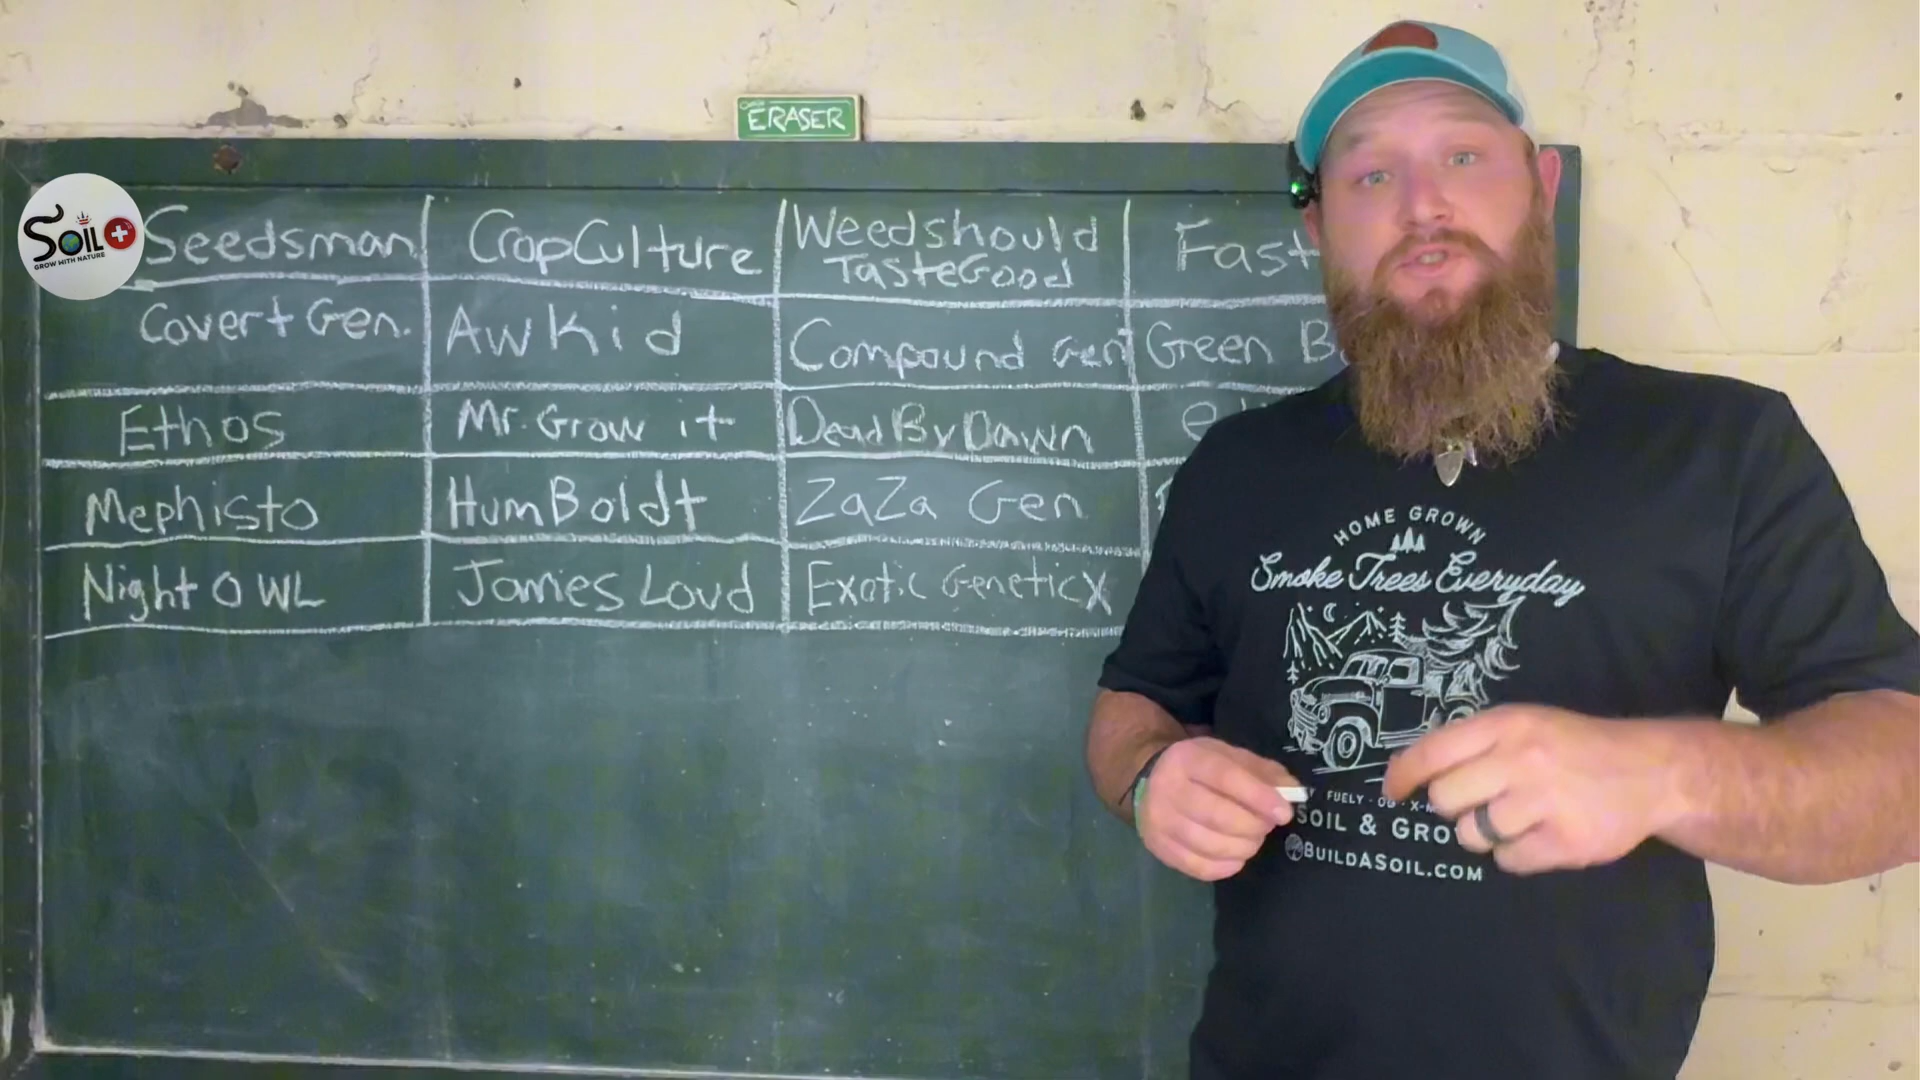 ERASER
SOIL+
GROW WITH NATURE
Seedsman CropCulture Weedshould TasteGood Fast
Covert Gen. AwKid Compound Gen Green
Ethos Mr. Grow it DeadByDawn
Mephisto HumBoldt ZaZa Gen
Night OWL James Loud Exotic Geneticx
HOME GROWN
Smoke Trees Everyday
FUELY · OG ·
SOIL &
BUILDASOIL.COM